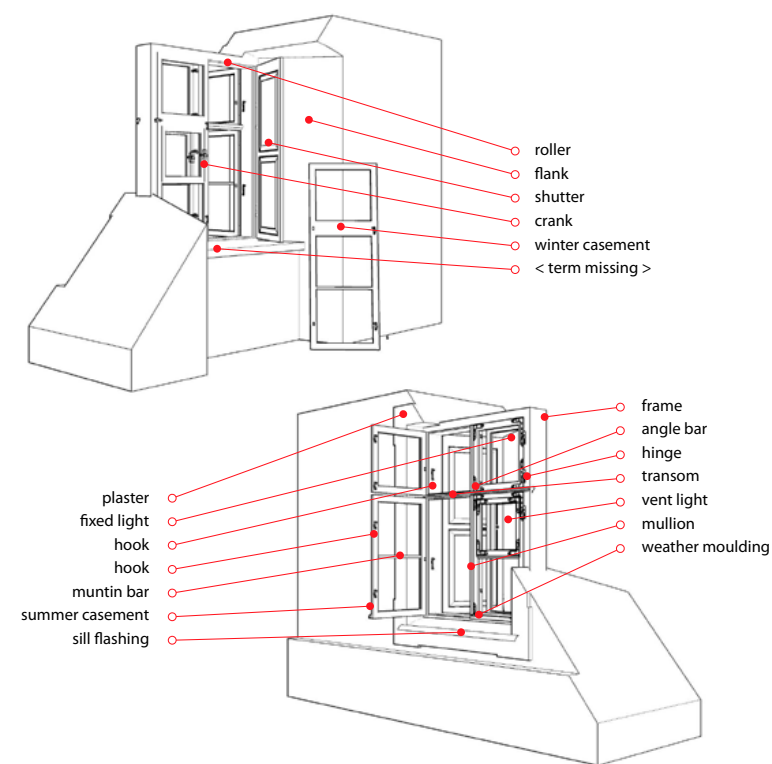 roller
flank
shutter
crank
winter casement
< term missing >
frame
angle bar
hinge
transom
vent light
mullion
weather moulding
plaster
fixed light
hook
hook
muntin bar
summer casement
sill flashing